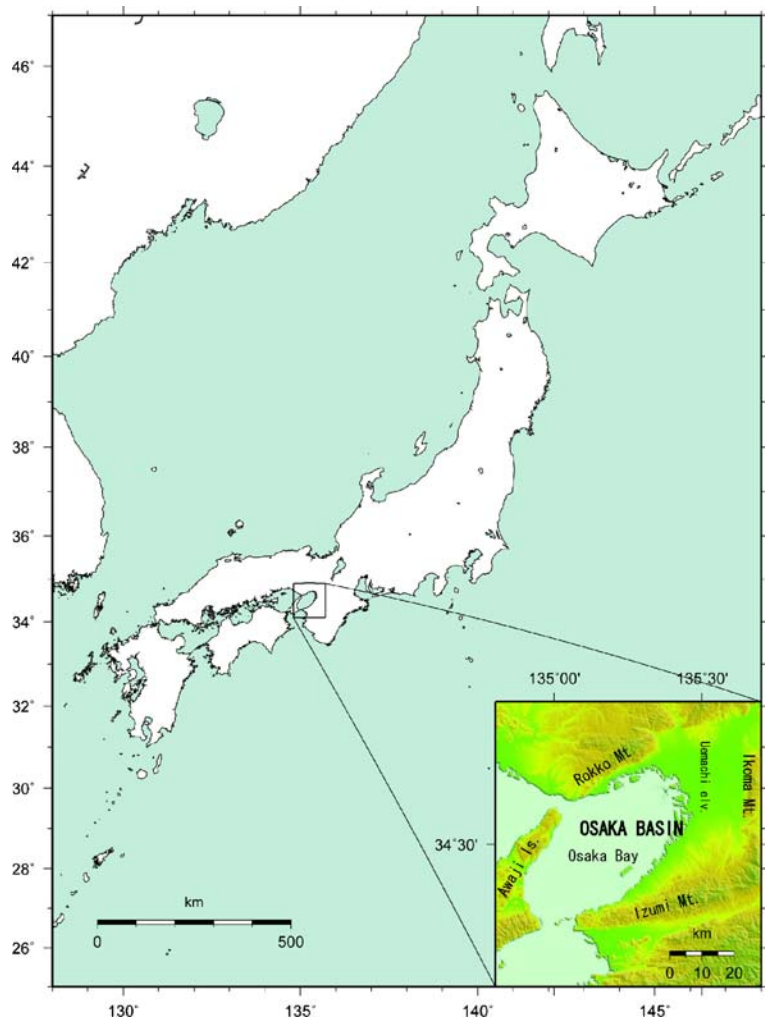 46°
44°
42°
40°
38°
36°
34°
32°
30°
28°
26°
130°
135°
140°
145°
km
0 500
135°00'
135°30'
34°30'
Rokko Mt.
Uomachi elv.
Ikoma Mt.
OSAKA BASIN
Osaka Bay
Awaji Is.
Izumi Mt.
km
0 10 20